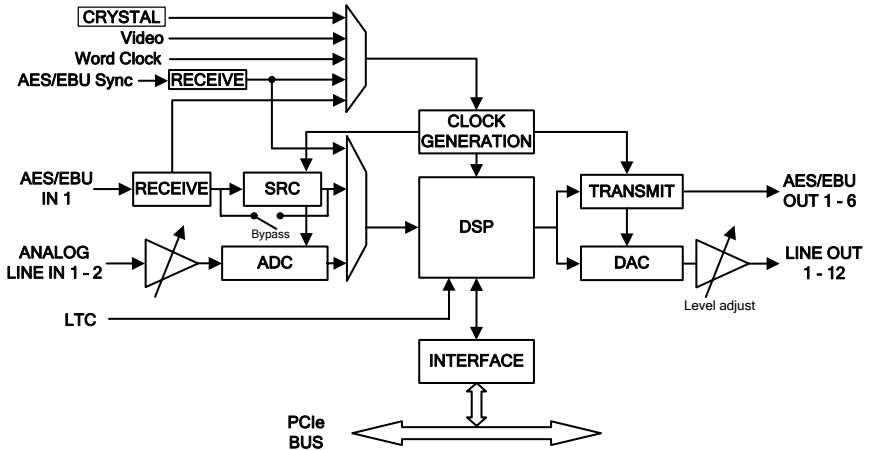 CRYSTAL
Video
Word Clock
AES/EBU Sync
RECEIVE
CLOCK
GENERATION
AES/EBU
IN 1
RECEIVE
SRC
Bypass
DSP
TRANSMIT
AES/EBU
OUT 1 - 6
ANALOG
LINE IN 1 - 2
ADC
DAC
LINE OUT
1 - 12
Level adjust
LTC
INTERFACE
PCIe
BUS